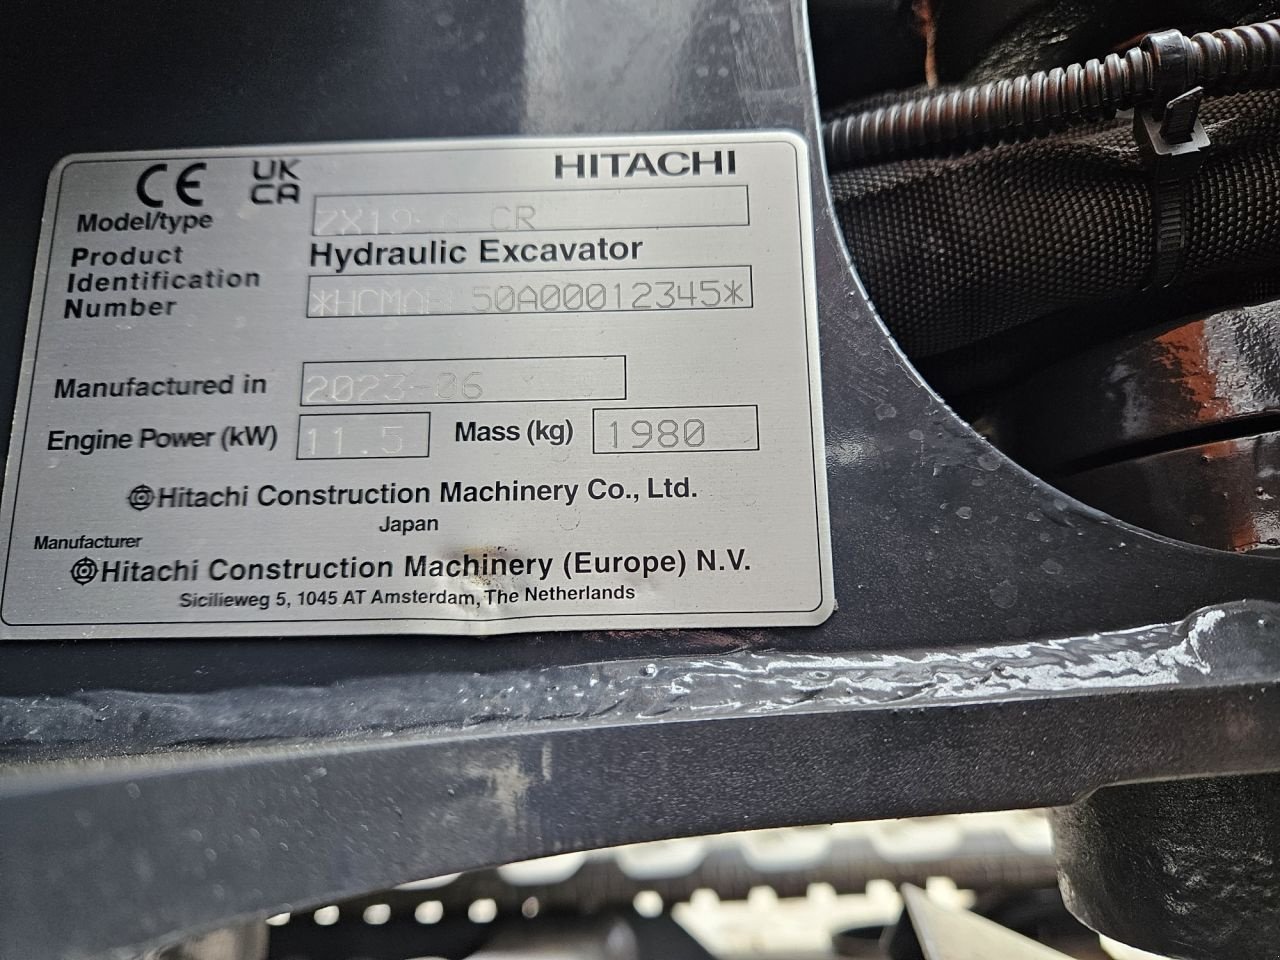 CE UK CA HITACHI
Model/type CR
Hydraulic Excavator
Product
Identification
Number
Manufactured in 2023-06
Engine Power (kW) 11.5 Mass (kg) 1980
Hitachi Construction Machinery Co., Ltd.
Japan
Manufacturer
Hitachi Construction Machinery (Europe) N.V.
Sicilieweg 5, 1045 AT Amsterdam, The Netherlands